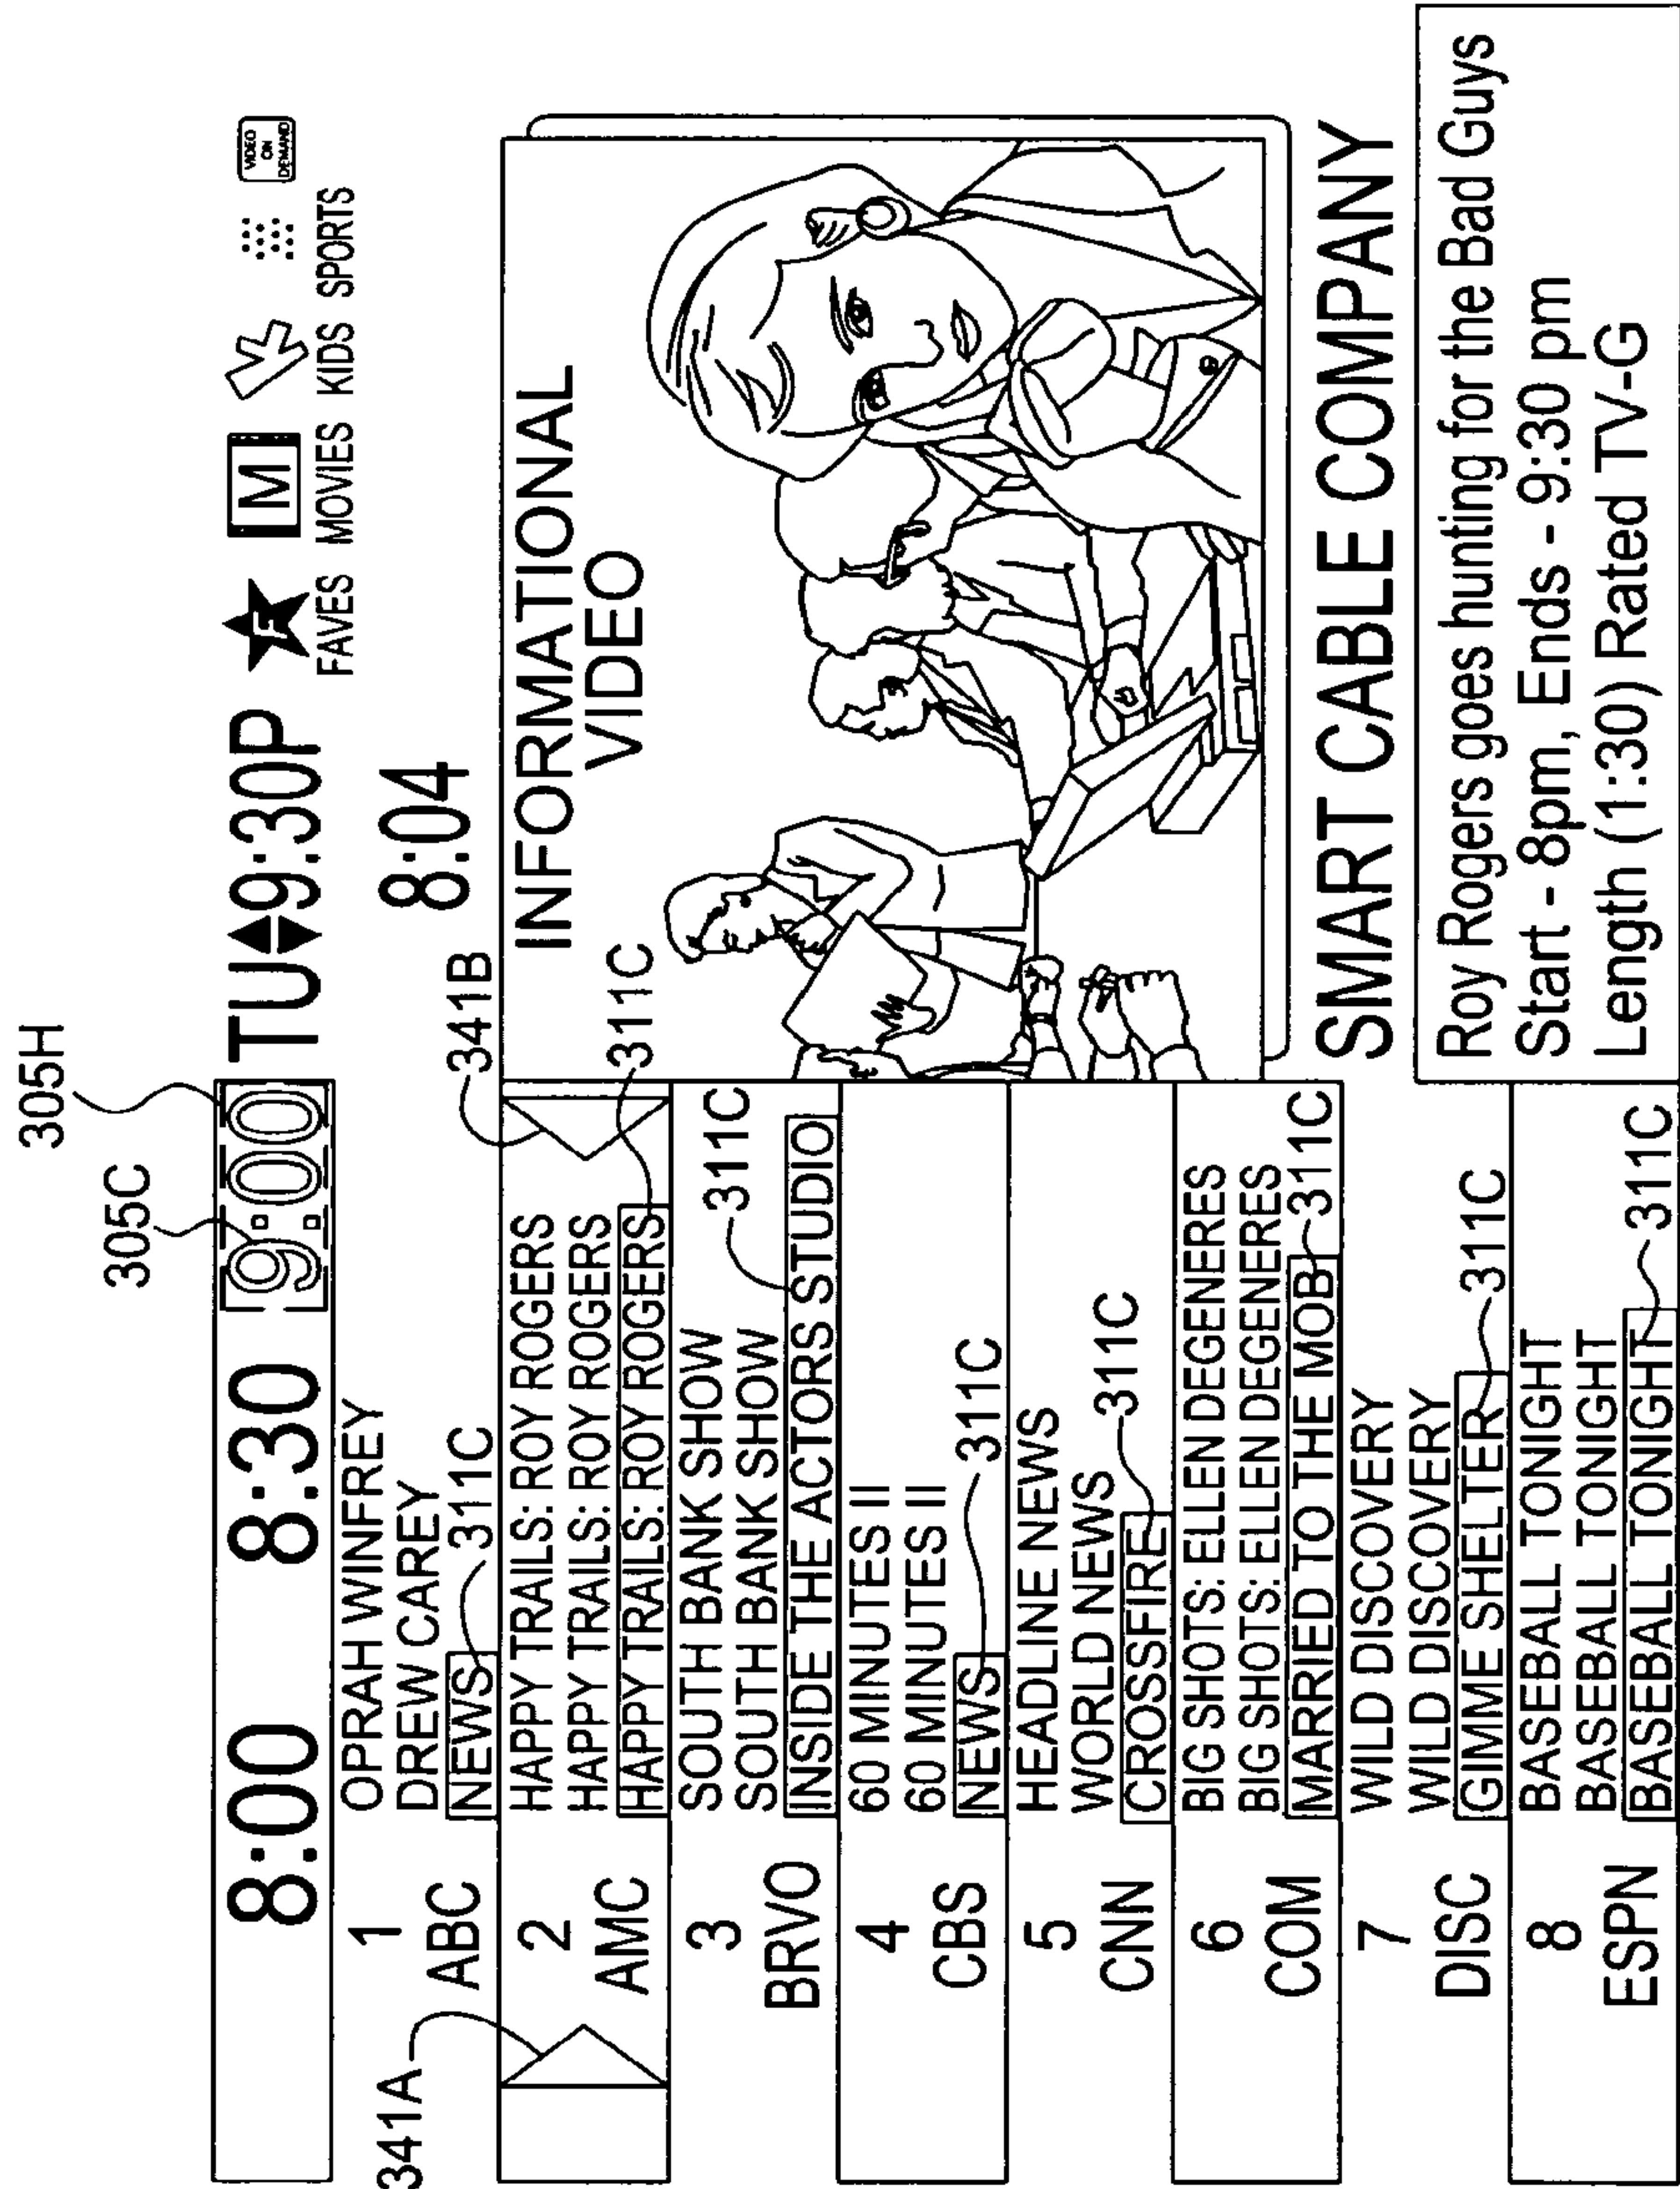 305H
305C
8:00 8:30 9:00 TU 9:30P
F
M
VIDEO
ON
DEMAND
FAVES MOVIES KIDS SPORTS
8:04
341A
341B
1
ABC
OPRAH WINFREY
DREW CAREY
NEWS 311C
2
AMC
HAPPY TRAILS: ROY ROGERS
HAPPY TRAILS: ROY ROGERS
HAPPY TRAILS: ROY ROGERS 311C
3
BRVO
SOUTH BANK SHOW
SOUTH BANK SHOW 311C
INSIDE THE ACTORS STUDIO
4
CBS
60 MINUTES II
60 MINUTES II
NEWS 311C
5
CNN
HEADLINE NEWS
WORLD NEWS
CROSSFIRE 311C
6
COM
BIG SHOTS: ELLEN DEGENERES
BIG SHOTS: ELLEN DEGENERES
MARRIED TO THE MOB 311C
7
DISC
WILD DISCOVERY
WILD DISCOVERY
GIMME SHELTER 311C
8
ESPN
BASEBALL TONIGHT
BASEBALL TONIGHT
BASEBALL TONIGHT 311C
INFORMATIONAL
VIDEO
SMART CABLE COMPANY
Roy Rogers goes hunting for the Bad Guys
Start - 8pm, Ends - 9:30 pm
Length (1:30) Rated TV-G